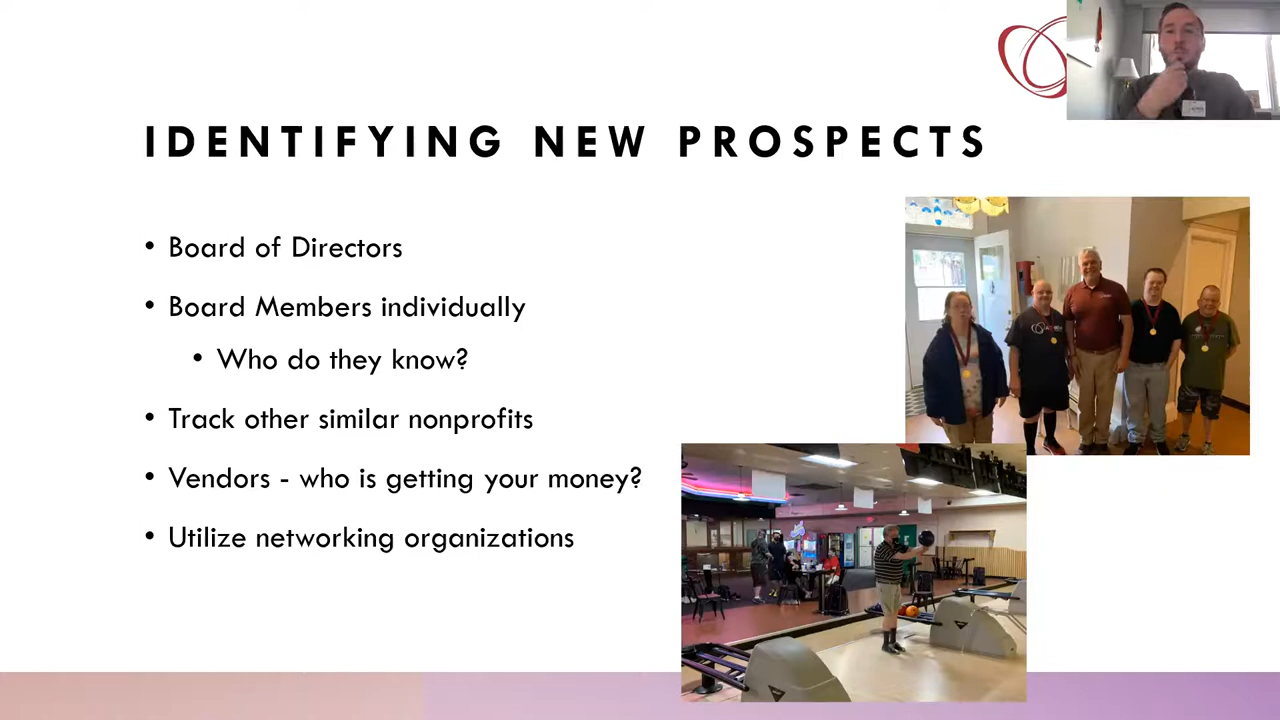 IDENTIFYING NEW PROSPECTS
• Board of Directors
• Board Members individually
• Who do they know?
• Track other similar nonprofits
• Vendors - who is getting your money?
• Utilize networking organizations